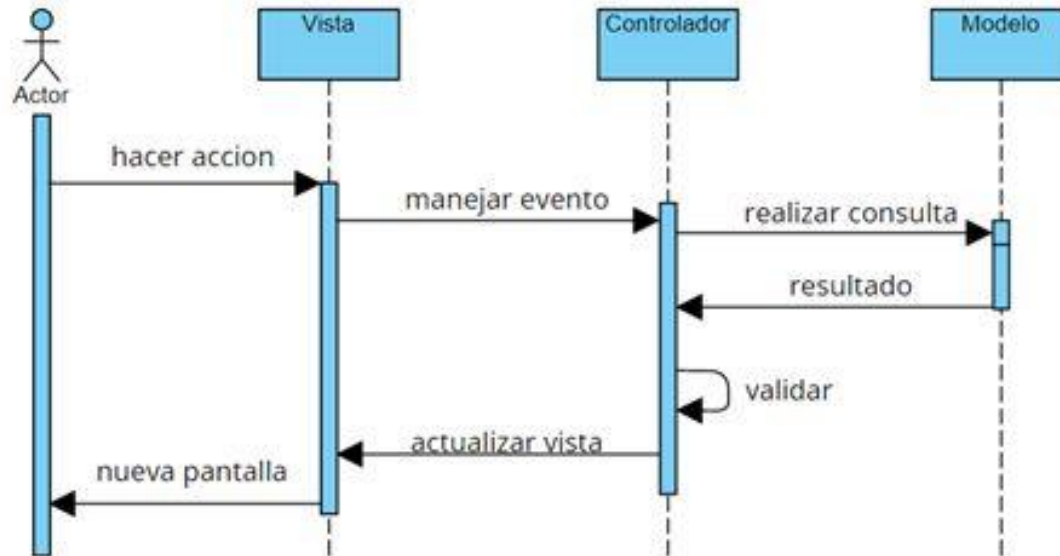 Vista
Controlador
Modelo
Actor
hacer accion
manejar evento
realizar consulta
resultado
validar
actualizar vista
nueva pantalla